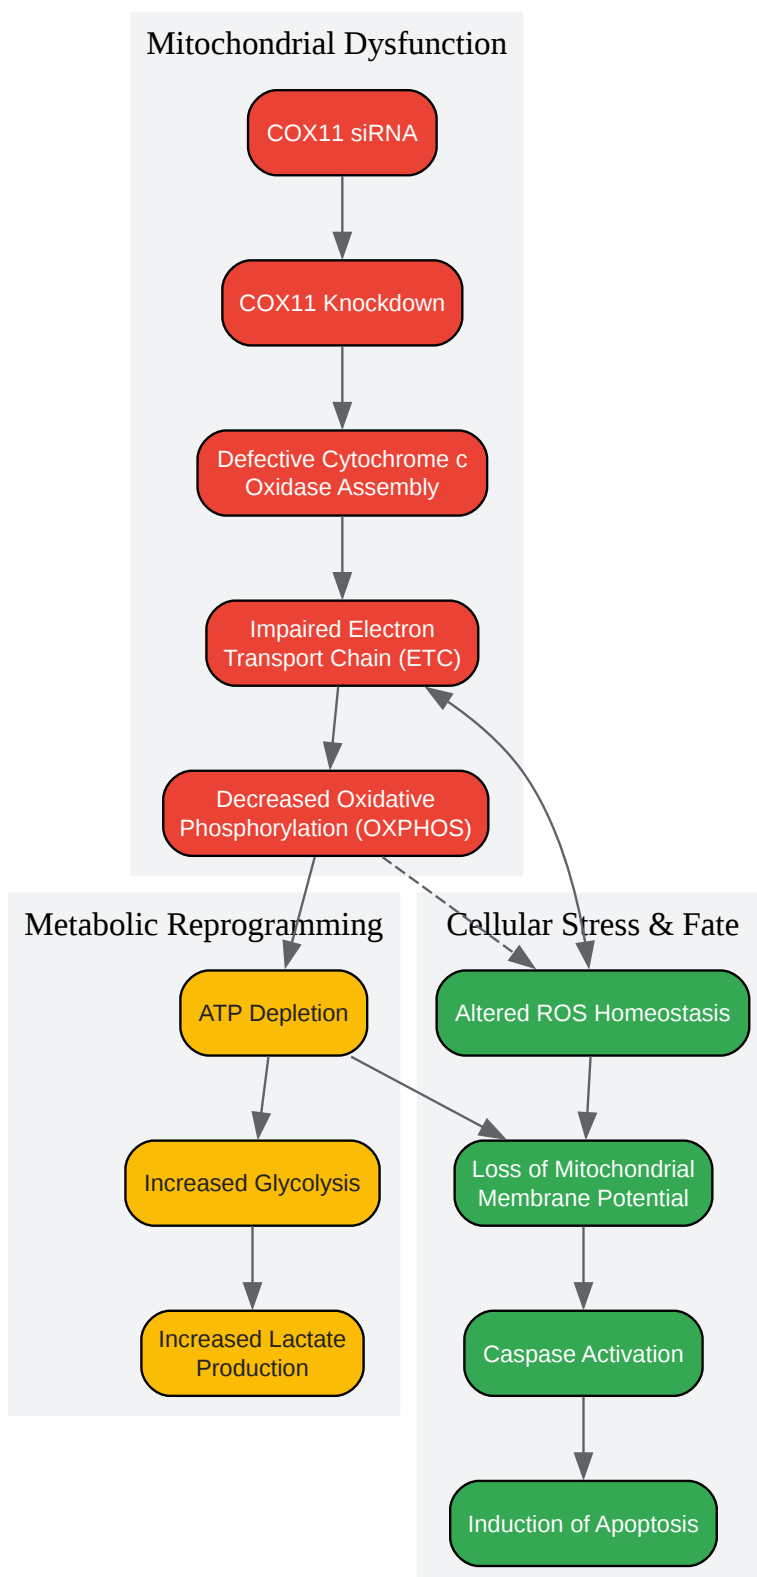 Mitochondrial Dysfunction
COX11 siRNA
COX11 Knockdown
Defective Cytochrome c
Oxidase Assembly
Impaired Electron
Transport Chain (ETC)
Decreased Oxidative
Phosphorylation (OXPHOS)
Metabolic Reprogramming
ATP Depletion
Increased Glycolysis
Increased Lactate
Production
Cellular Stress & Fate
Altered ROS Homeostasis
Loss of Mitochondrial
Membrane Potential
Caspase Activation
Induction of Apoptosis